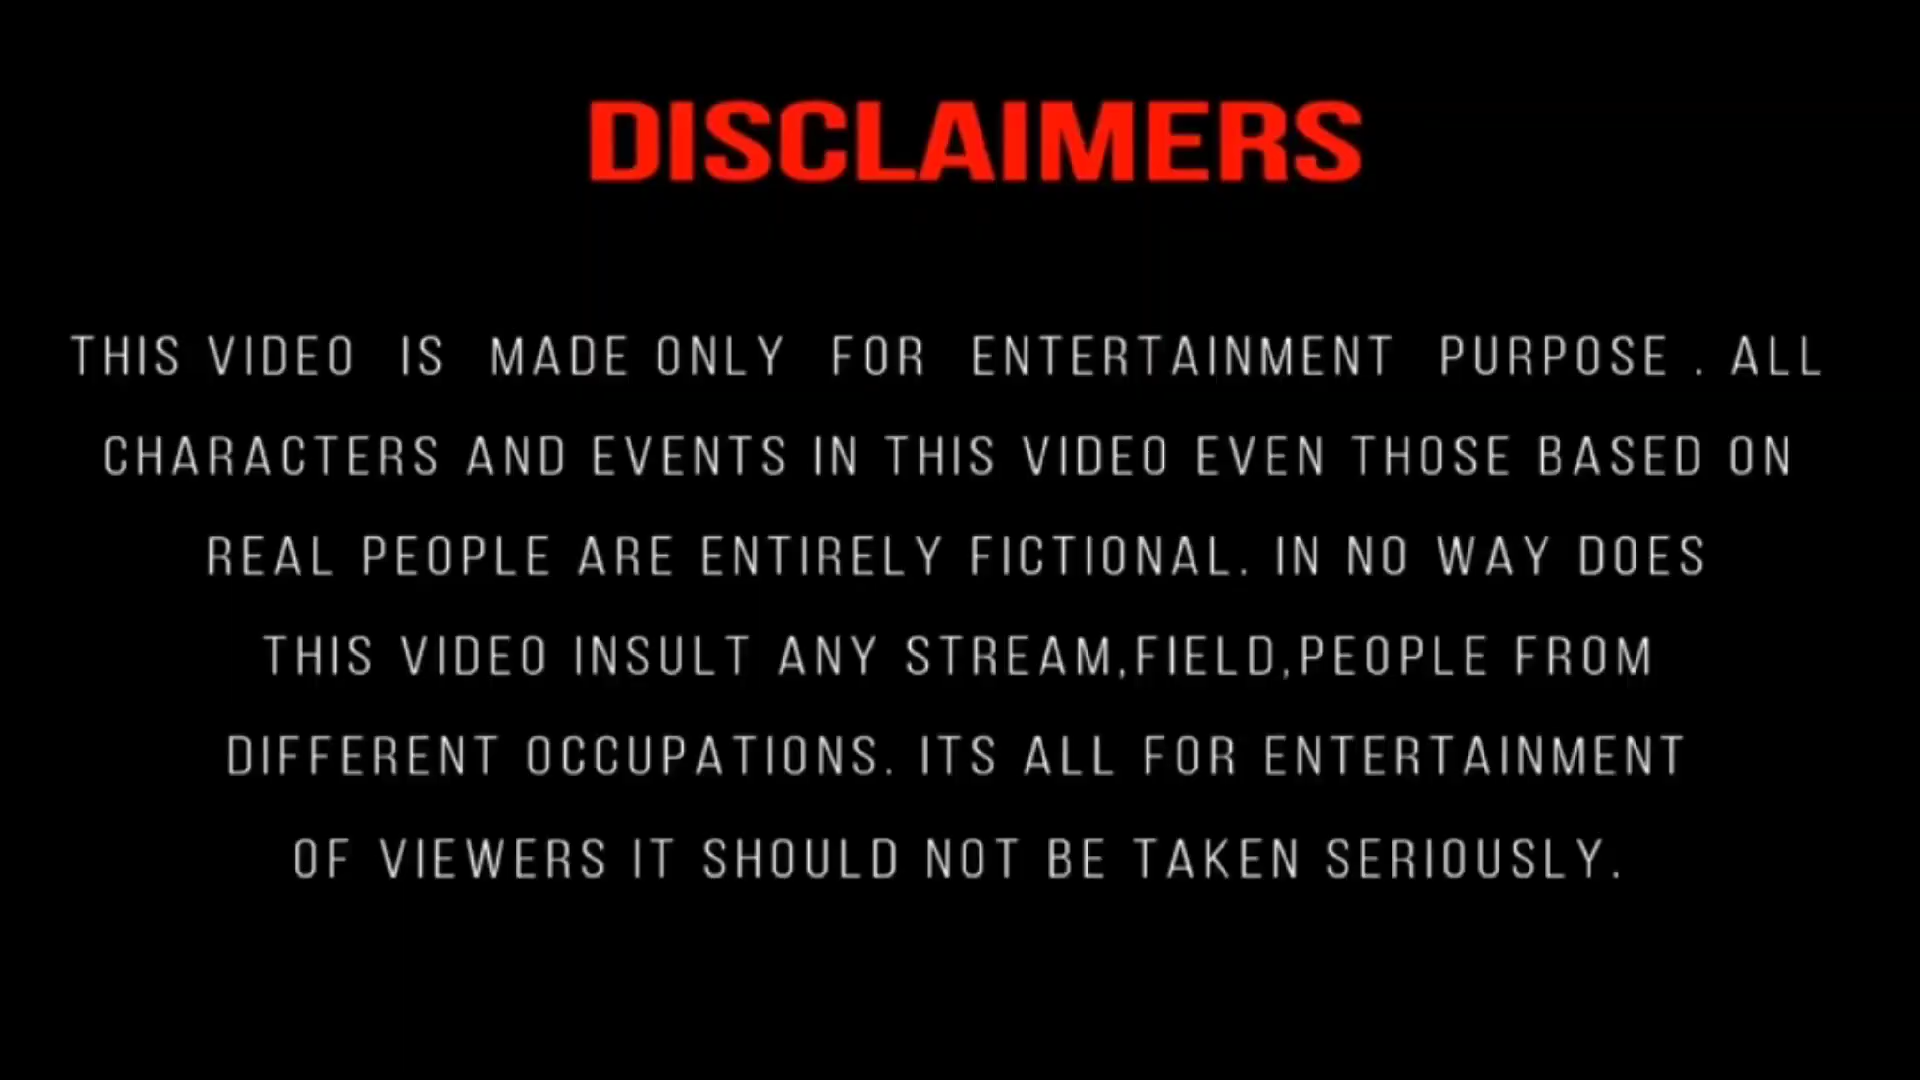 DISCLAIMERS
THIS VIDEO IS MADE ONLY FOR ENTERTAINMENT PURPOSE . ALL
CHARACTERS AND EVENTS IN THIS VIDEO EVEN THOSE BASED ON
REAL PEOPLE ARE ENTIRELY FICTIONAL. IN NO WAY DOES
THIS VIDEO INSULT ANY STREAM,FIELD,PEOPLE FROM
DIFFERENT OCCUPATIONS. ITS ALL FOR ENTERTAINMENT
OF VIEWERS IT SHOULD NOT BE TAKEN SERIOUSLY.